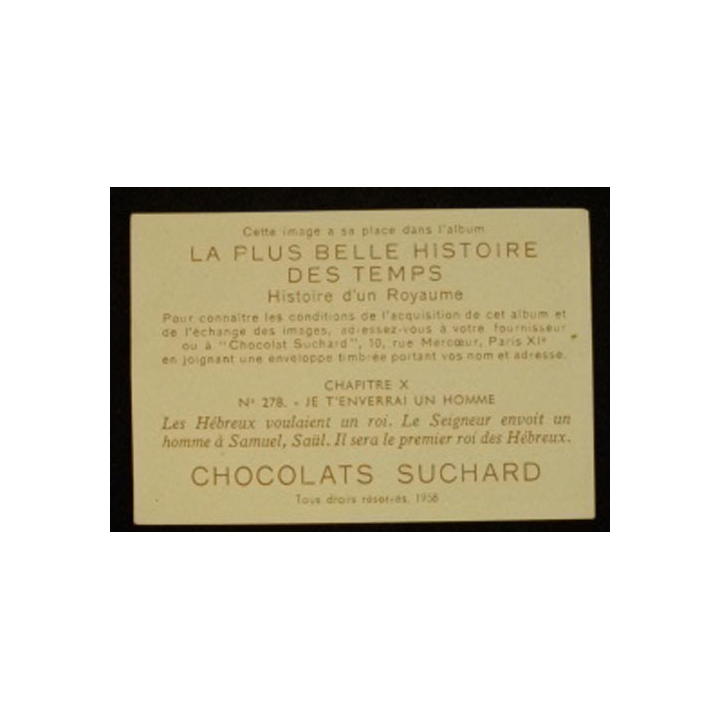 Cette image a sa place dans l'album
LA PLUS BELLE HISTOIRE
DES TEMPS
Histoire d'un Royaume
Pour connaître les conditions de l'acquisition de cet album et
de l'échange des images, adressez-vous à votre fournisseur
ou à "Chocolat Suchard", 10, rue Mercœur, Paris XIe
en joignant une enveloppe timbrée portant vos nom et adresse.
CHAPITRE X
No 278. - JE T'ENVERRAI UN HOMME
Les Hébreux voulaient un roi. Le Seigneur envoit un
homme à Samuel, Saül. Il sera le premier roi des Hébreux.
CHOCOLATS SUCHARD
Tous droits réservés, 1958